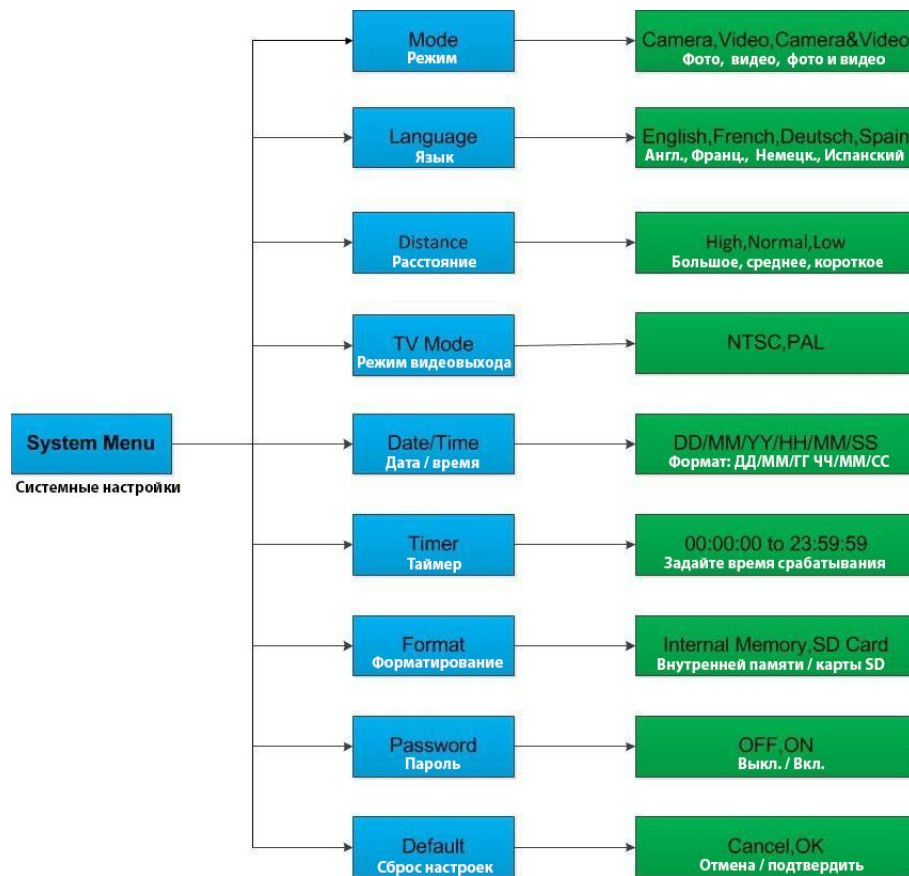 Mode
Режим
Camera,Video,Camera&Video
Фото, видео, фото и видео
Language
Язык
English,French,Deutsch,Spain
Англ., Франц., Немецк., Испанский
Distance
Расстояние
High,Normal,Low
Большое, среднее, короткое
TV Mode
Режим видеовыхода
NTSC,PAL
System Menu
Системные настройки
Date/Time
Дата / время
DD/MM/YY/HH/MM/SS
Формат: ДД/ММ/ГГ ЧЧ/ММ/СС
Timer
Таймер
00:00:00 to 23:59:59
Задайте время срабатывания
Format
Форматирование
Internal Memory,SD Card
Внутренней памяти / карты SD
Password
Пароль
OFF,ON
Выкл. / Вкл.
Default
Сброс настроек
Cancel,OK
Отмена / подтвердить